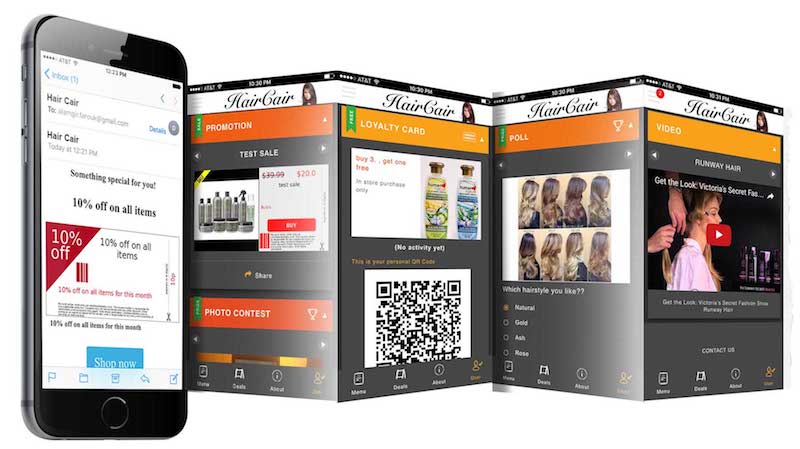 AT&T
12:23 PM
Inbox (1)
Hair Cair
To: alamgir.farouk@gmail.com
Details
Hair Cair
Today at 12:21 PM
Something special for you!
10% off on all items
10%
off
10% off on all
items
10% off on all items for this month
10p
10% off on all items for this month
Shop now
AT&T
10:30 PM
HairCair
SALE
PROMOTION
TEST SALE
$39.99 $20.0
test sale
BUY
Share
PRIZE
PHOTO CONTEST
Menu
Deals
About
AT&T
10:30 PM
HairCair
FREE
LOYALTY CARD
buy 3. . get one
free
In store purchase
only
(No activity yet)
This is your personal QR Code
Menu
Deals
About
Share
AT&T
10:30 PM
HairCair
FREE
POLL
Which hairstyle you like??
Natural
Gold
Ash
Rose
Menu
Deals
About
AT&T
10:31 PM
HairCair
VIDEO
RUNWAY HAIR
Get the Look: Victoria's Secret Fas...
Get the Look: Victoria's Secret Fashion Show
Runway Hair
CONTACT US
Menu
Deals
About
Share